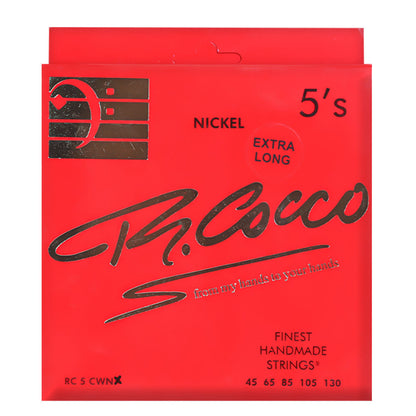 NICKEL
5's
EXTRA
LONG
R. Cocco
from my hands to your hands
FINEST
HANDMADE
STRINGS®
RC 5 CWNX
45 65 85 105 130